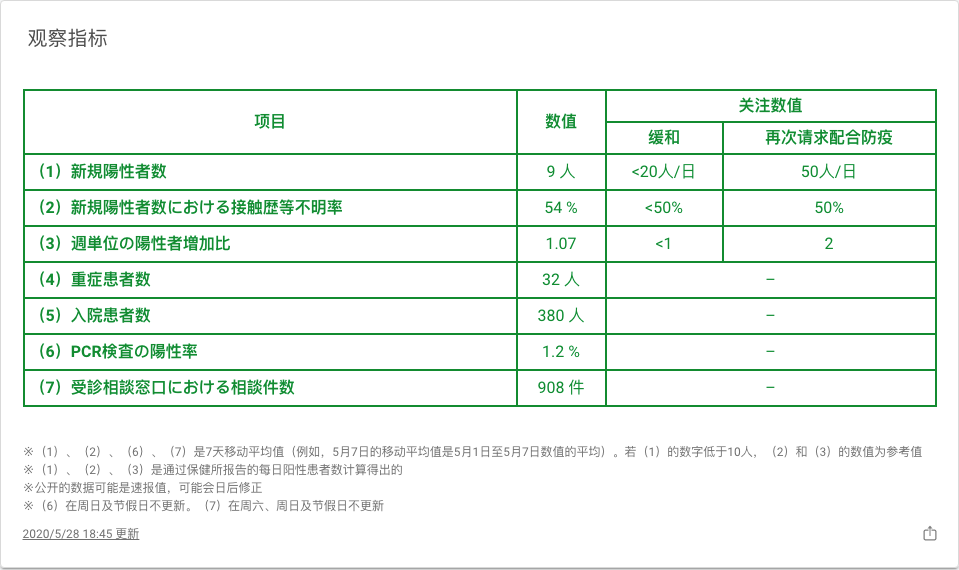 观察指标
项目 数值 关注数值
缓和 再次请求配合防疫
（1）新規陽性者数 9 人 <20人/日 50人/日
（2）新規陽性者数における接触歴等不明率 54 % <50% 50%
（3）週単位の陽性者増加比 1.07 <1 2
（4）重症患者数 32 人 –
（5）入院患者数 380 人 –
（6）PCR検査の陽性率 1.2 % –
（7）受診相談窓口における相談件数 908 件 –
※（1）、（2）、（6）、（7）是7天移动平均值（例如，5月7日的移动平均值是5月1日至5月7日数值的平均）。若（1）的数字低于10人，（2）和（3）的数值为参考值
※（1）、（2）、（3）是通过保健所报告的每日阳性患者数计算得出的
※公开的数据可能是速报值，可能会日后修正
※（6）在周日及节假日不更新。（7）在周六、周日及节假日不更新
2020/5/28 18:45 更新